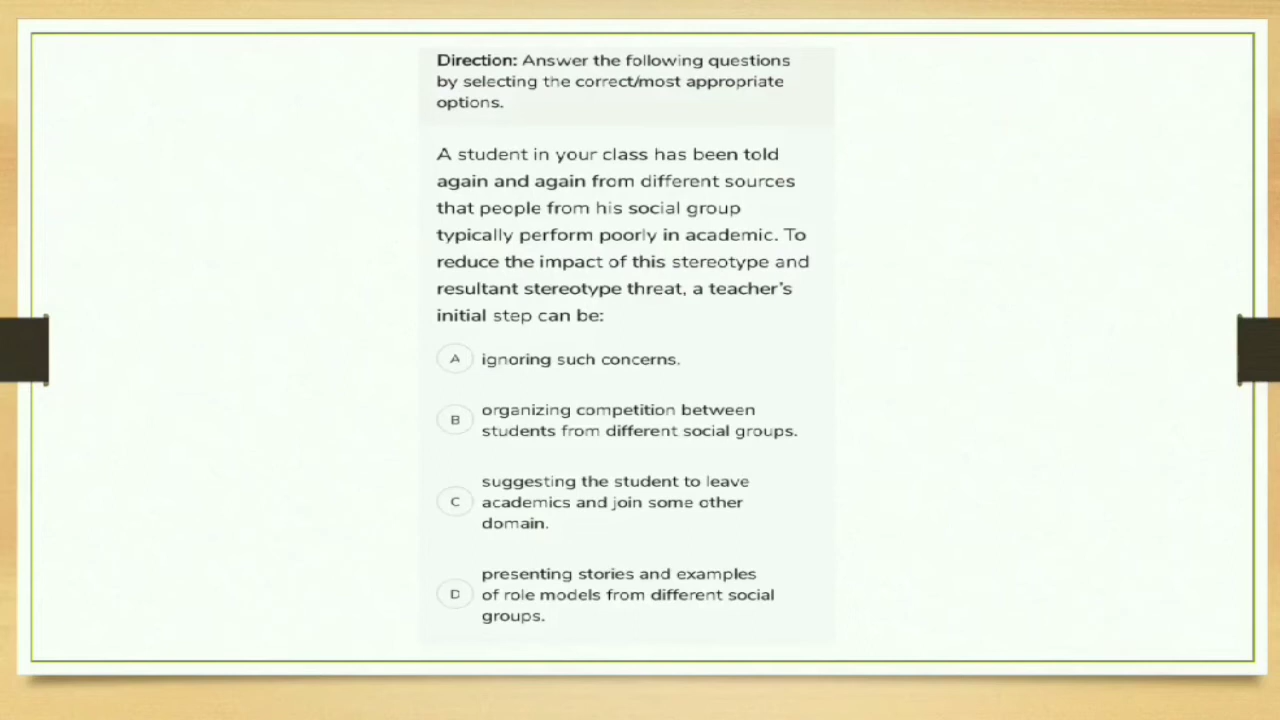 Direction: Answer the following questions
by selecting the correct/most appropriate
options.
A student in your class has been told
again and again from different sources
that people from his social group
typically perform poorly in academic. To
reduce the impact of this stereotype and
resultant stereotype threat, a teacher's
initial step can be:
A ignoring such concerns.
B organizing competition between
students from different social groups.
C suggesting the student to leave
academics and join some other
domain.
D presenting stories and examples
of role models from different social
groups.